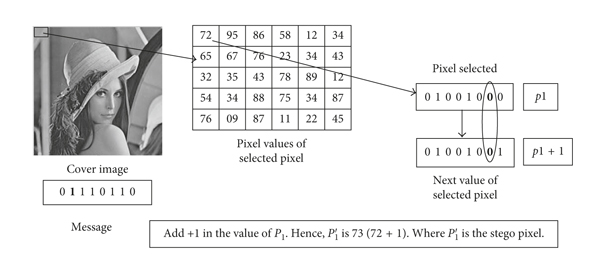 72 95 86 58 12 34
65 67 76 23 34 43
32 35 43 78 89 12
54 34 88 75 34 87
76 09 87 11 22 45
Pixel values of
selected pixel
Pixel selected
0 1 0 0 1 0 0 0
p1
0 1 0 0 1 0 0 1
p1 + 1
Next value of
selected pixel
Cover image
0 1 1 1 0 1 1 0
Message
Add +1 in the value of P₁. Hence, P′₁ is 73 (72 + 1). Where P′₁ is the stego pixel.